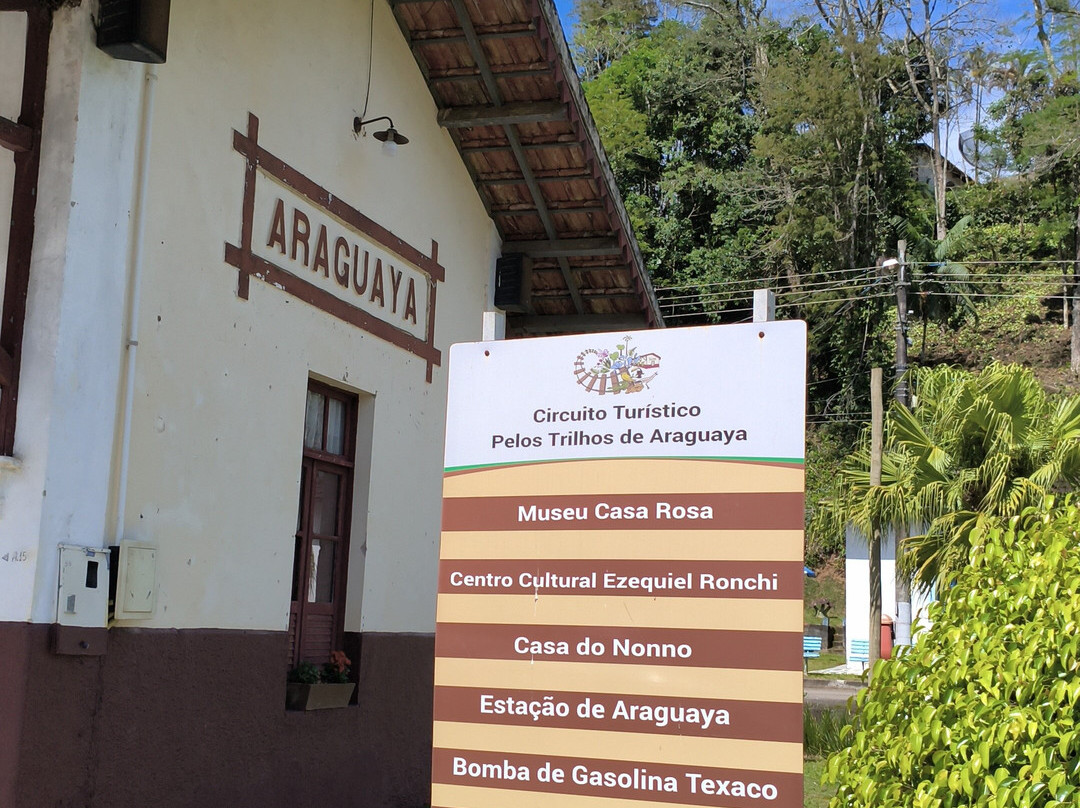 ARAGUAYA
Circuito Turístico
Pelos Trilhos de Araguaya
Museu Casa Rosa
Centro Cultural Ezequiel Ronchi
Casa do Nonno
Estação de Araguaya
Bomba de Gasolina Texaco